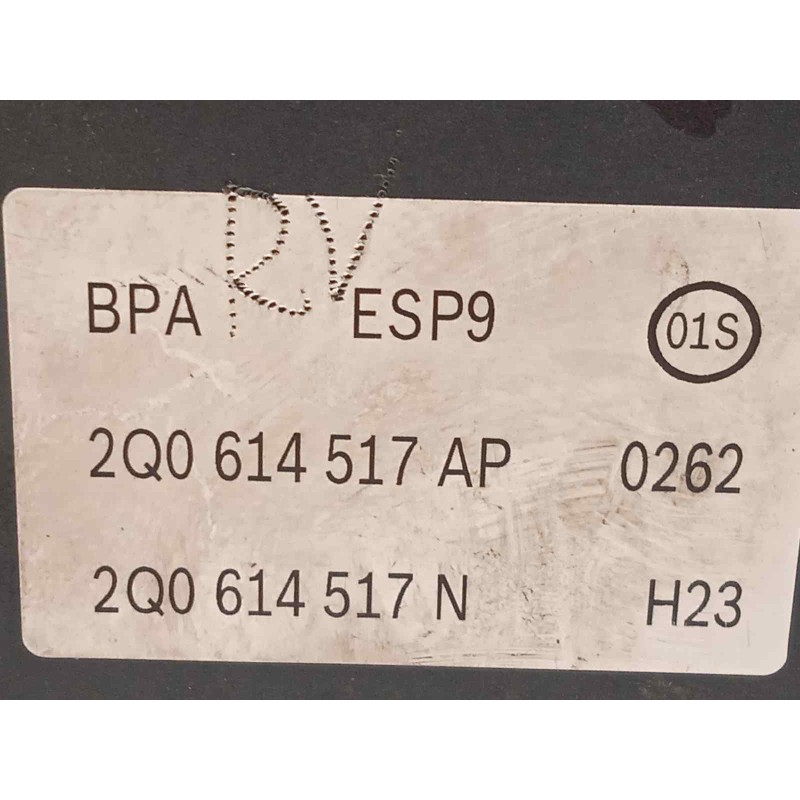 RV
BPA ESP9 01S
2Q0 614 517 AP 0262
2Q0 614 517 N H23